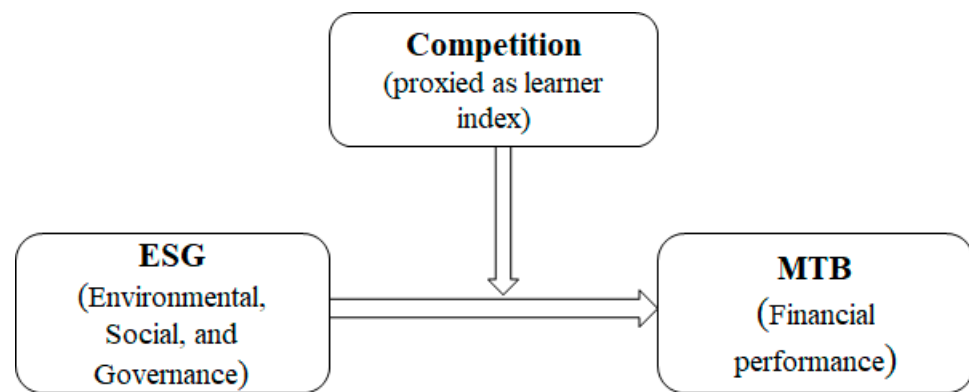 Competition
(proxied as learner
index)
ESG
(Environmental,
Social, and
Governance)
MTB
(Financial
performance)